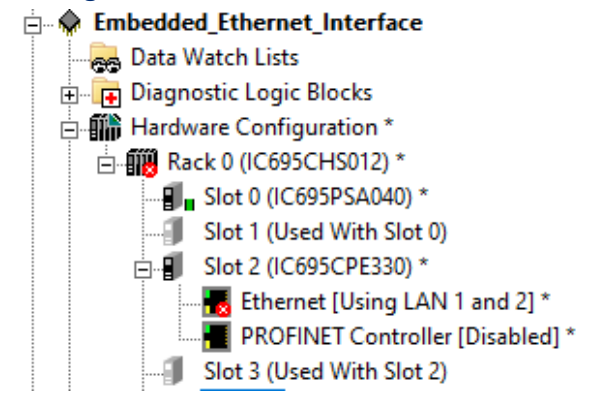 Embedded_Ethernet_Interface
Data Watch Lists
Diagnostic Logic Blocks
Hardware Configuration *
Rack 0 (IC695CHS012) *
Slot 0 (IC695PSA040) *
Slot 1 (Used With Slot 0)
Slot 2 (IC695CPE330) *
Ethernet [Using LAN 1 and 2] *
PROFINET Controller [Disabled] *
Slot 3 (Used With Slot 2)